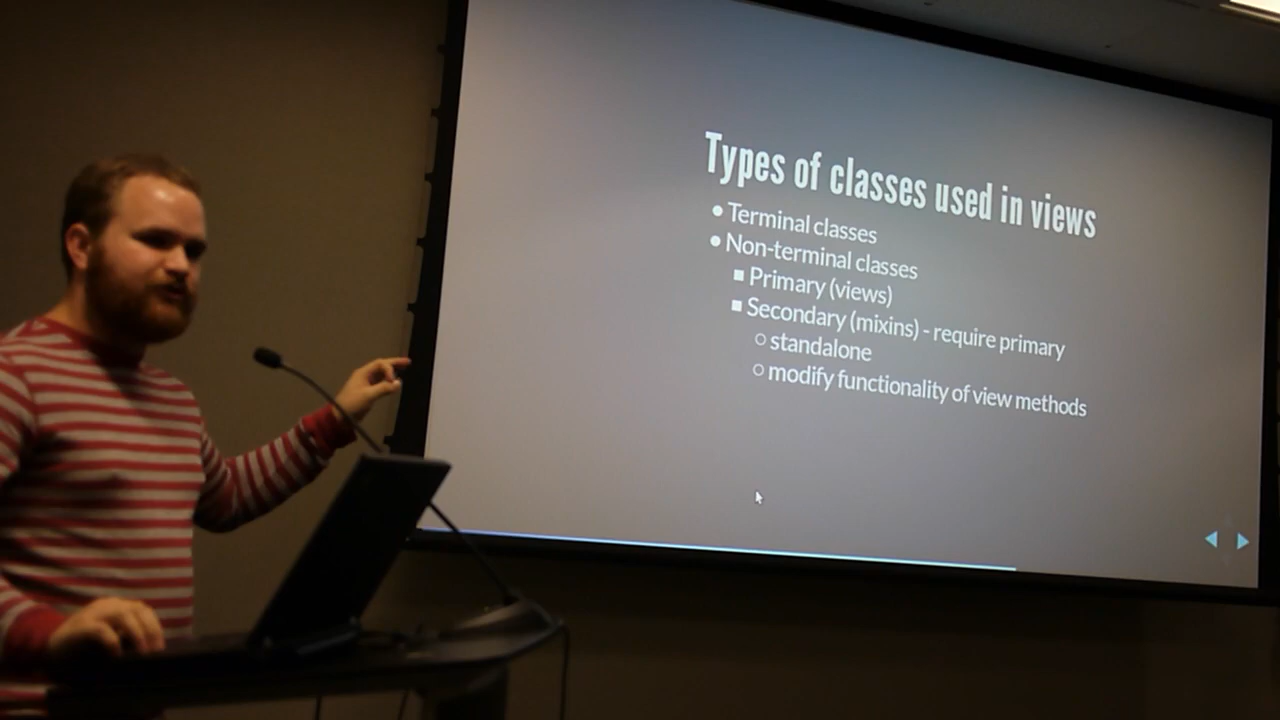 Types of classes used in views
Terminal classes
Non-terminal classes
Primary (views)
Secondary (mixins) - require primary
standalone
modify functionality of view methods